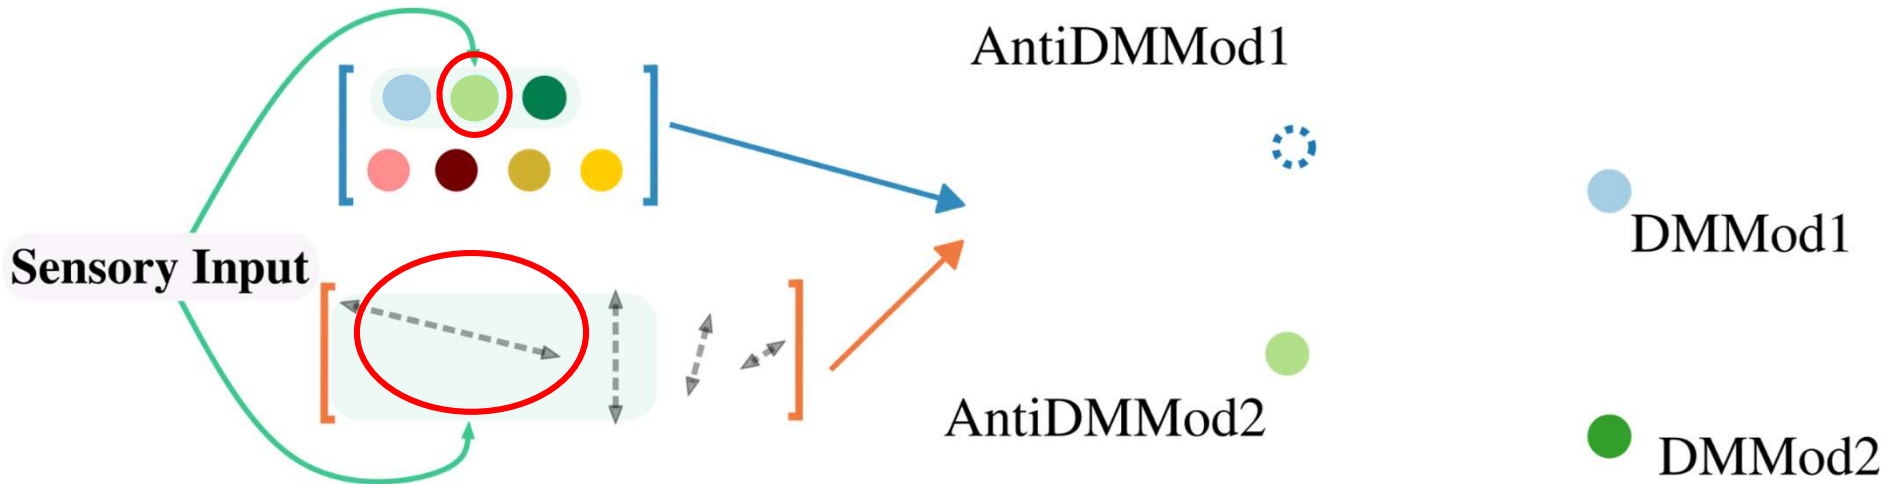 AntiDMMod1
DMMod1
Sensory Input
AntiDMMod2
DMMod2